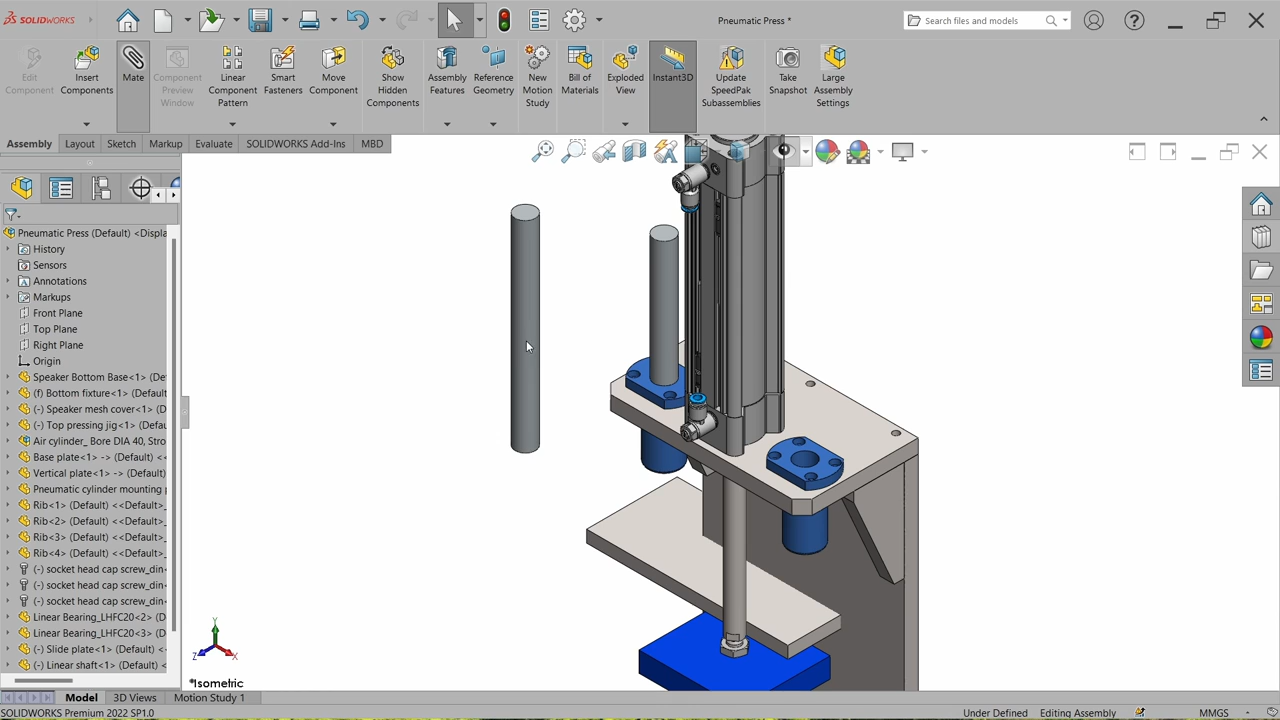 SOLIDWORKS
Pneumatic Press *
Search files and models
Edit Component
Insert Components
Mate
Component Preview Window
Linear Component Pattern
Smart Fasteners
Move Component
Show Hidden Components
Assembly Features
Reference Geometry
New Motion Study
Bill of Materials
Exploded View
Instant3D
Update SpeedPak Subassemblies
Take Snapshot
Large Assembly Settings
Assembly
Layout
Sketch
Markup
Evaluate
SOLIDWORKS Add-Ins
MBD
Pneumatic Press (Default) <Displa
History
Sensors
Annotations
Markups
Front Plane
Top Plane
Right Plane
Origin
Speaker Bottom Base<1> (De
(f) Bottom fixture<1> (Default
(-) Speaker mesh cover<1> (D
(-) Top pressing jig<1> (Default
Air cylinder_ Bore DIA 40, Stro
Base plate<1> -> (Default) <
Vertical plate<1> -> (Default)
Pneumatic cylinder mounting
Rib<1> (Default) <<Default>_
Rib<2> (Default) <<Default>_
Rib<3> (Default) <<Default>_
Rib<4> (Default) <<Default>_
(-) socket head cap screw_din
(-) socket head cap screw_din
(-) socket head cap screw_din
Linear Bearing_LHFC20<2> (D
Linear Bearing_LHFC20<3> (D
(-) Slide plate<1> (Default) <
(-) Linear shaft<1> (Default) <
Y
Z
X
*Isometric
Model
3D Views
Motion Study 1
SOLIDWORKS Premium 2022 SP1.0
Under Defined
Editing Assembly
MMGS